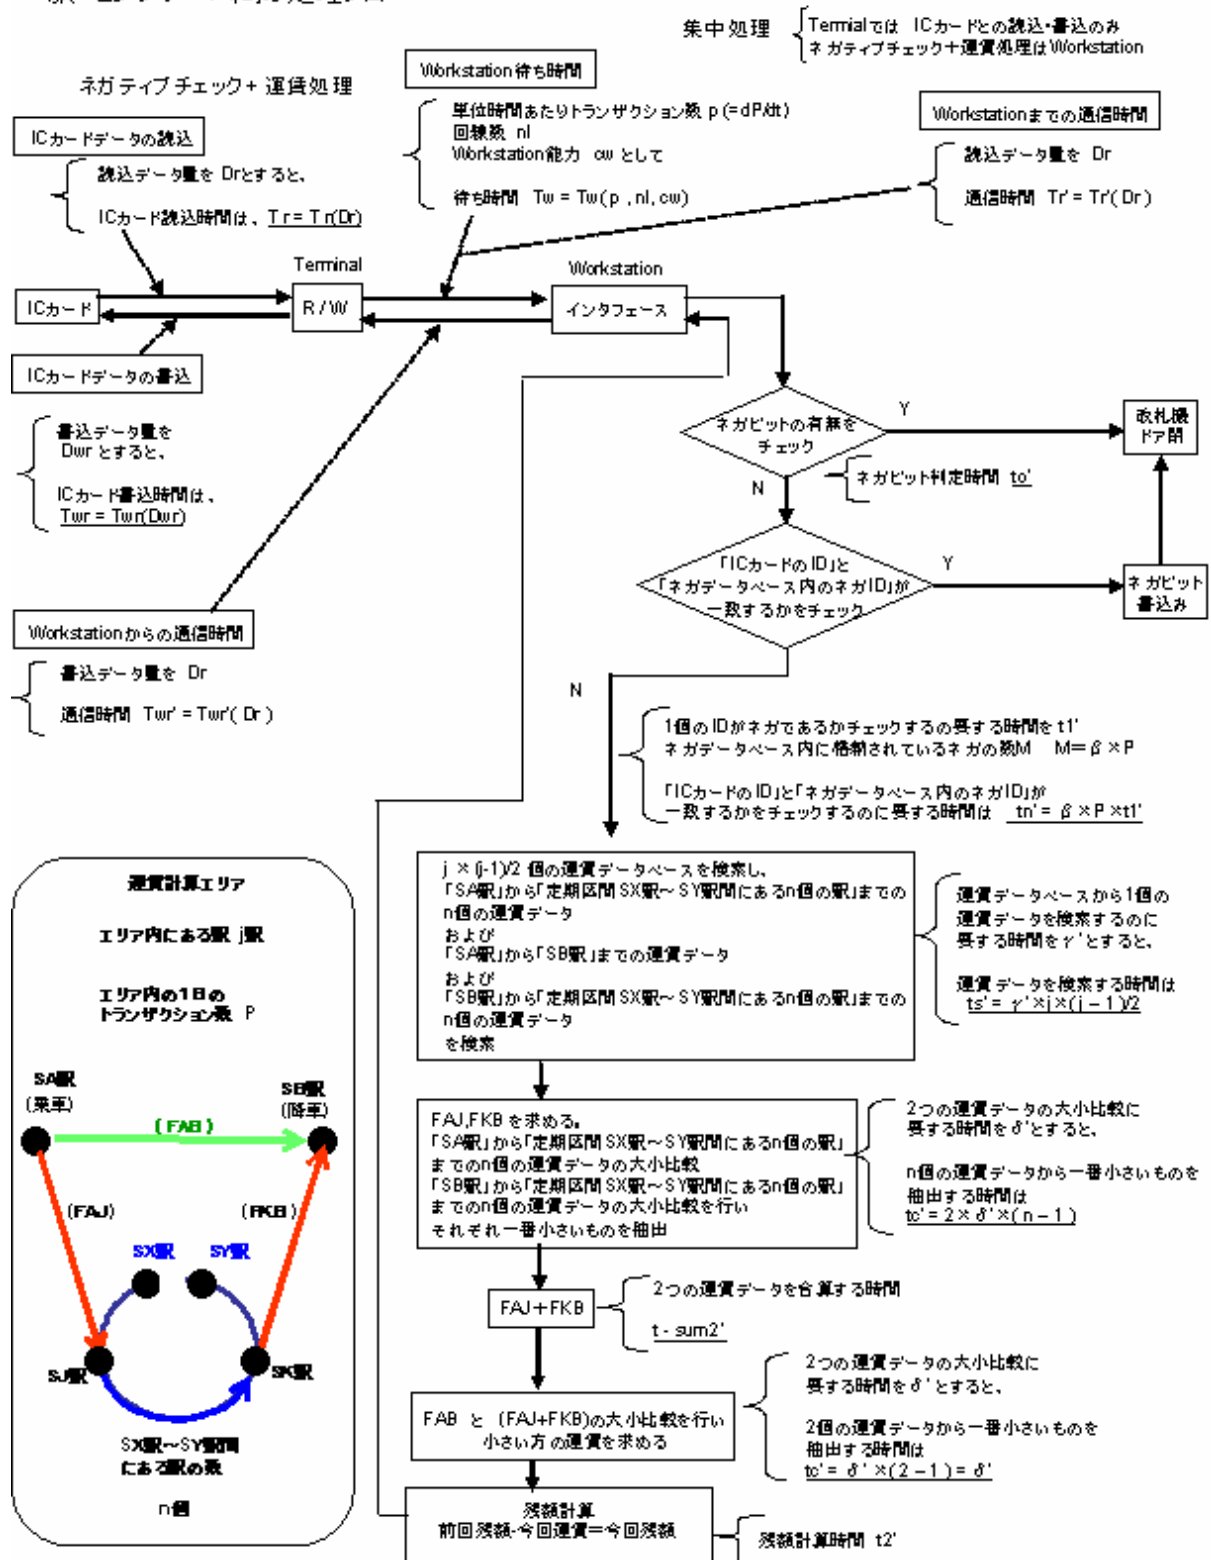 集中処理
Termialでは ICカードとの読込・書込のみ
ネガティブチェック+運賃処理はWorkstation
ネガティブチェック+運賃処理
Workstation待ち時間
単位時間あたりトランザクション数 p(=dP/dt)
回線数 nl
Workstation能力 cw として
待ち時間 Tw = Tw(p,nl,cw)
Workstationまでの通信時間
読込データ量を Dr
通信時間 Tr' = Tr'(Dr)
ICカードデータの読込
読込データ量を Drとすると、
ICカード読込時間は、Tr = Tr(Dr)
Terminal
Workstation
ICカード
R/W
インタフェース
ICカードデータの書込
書込データ量を
Dwrとすると、
ICカード書込時間は、
Twr = Twr(Dwr)
ネガビットの有無を
チェック
Y
改札機
ドア閉
ネガビット判定時間 to'
N
「ICカードのID」と
「ネガデータベース内のネガID」が
一致するかをチェック
Y
ネガビット
書込み
Workstationからの通信時間
書込データ量を Dr
通信時間 Twr' = Twr'(Dr)
N
1個のIDがネガであるかチェックするの要する時間をt1'
ネガデータベース内に格納されているネガの数M M=β×P
「ICカードのID」と「ネガデータベース内のネガID」が
一致するかをチェックするのに要する時間は tn' = β×P×t1'
j×(j-1)/2 個の運賃データベースを検索し、
「SA駅」から「定期区間SX駅～SY駅間にあるn個の駅」までの
n個の運賃データ
および
「SA駅」から「SB駅」までの運賃データ
および
「SB駅」から「定期区間SX駅～SY駅間にあるn個の駅」までの
n個の運賃データ
を検索
運賃データベースから1個の
運賃データを検索するのに
要する時間をγ'とすると、
運賃データを検索する時間は
ts' = γ'×j×(j-1)/2
FAJ,FKBを求める。
「SA駅」から「定期区間SX駅～SY駅間にあるn個の駅」
までのn個の運賃データの大小比較
「SB駅」から「定期区間SX駅～SY駅間にあるn個の駅」
までのn個の運賃データの大小比較を行い
それぞれ一番小さいものを抽出
2つの運賃データの大小比較に
要する時間をδ'とすると、
n個の運賃データから一番小さいものを
抽出する時間は
tc' = 2×δ'×(n-1)
FAJ+FKB
2つの運賃データを合算する時間
t-sum2'
FAB と (FAJ+FKB)の大小比較を行い
小さい方の運賃を求める
2つの運賃データの大小比較に
要する時間をδ'とすると、
2個の運賃データから一番小さいものを
抽出する時間は
tc' = δ'×(2-1) = δ'
残額計算
前回残額-今回運賃=今回残額
残額計算時間 t2'
運賃計算エリア
エリア内にある駅 j駅
エリア内の1日の
トランザクション数 P
SA駅
(乗車)
SB駅
(降車)
(FAB)
(FAJ)
(FKB)
SX駅
SY駅
SJ駅
SK駅
SX駅～SY駅間
にある駅の数
n個